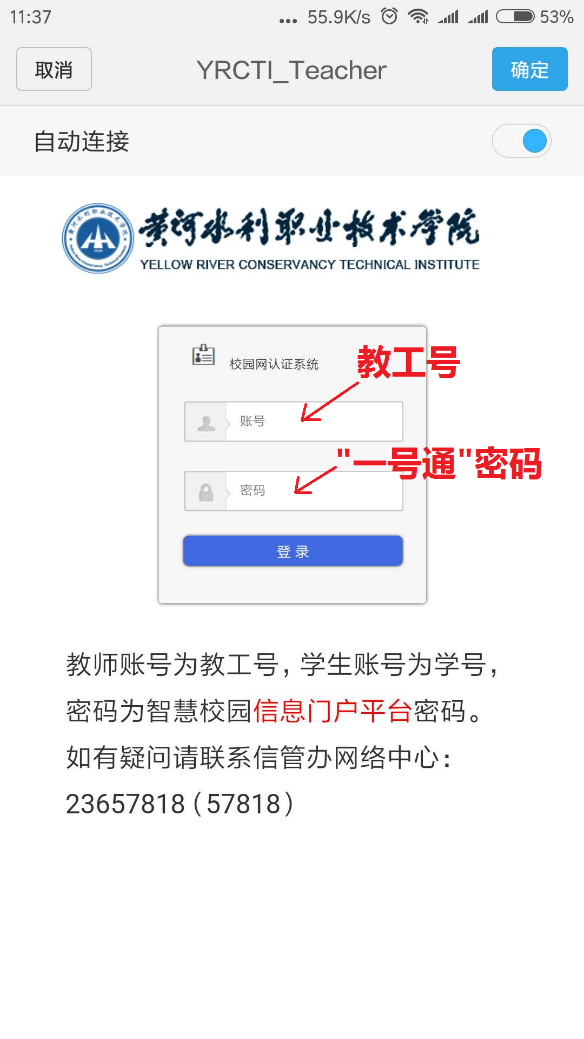 11:37 ... 55.9K/s 53%
取消 YRCTI_Teacher 确定
自动连接
黄河水利职业技术学院
YELLOW RIVER CONSERVANCY TECHNICAL INSTITUTE
校园网认证系统
教工号
账号
"一号通"密码
密码
登 录
教师账号为教工号，学生账号为学号，
密码为智慧校园信息门户平台密码。
如有疑问请联系信管办网络中心：
23657818（57818）